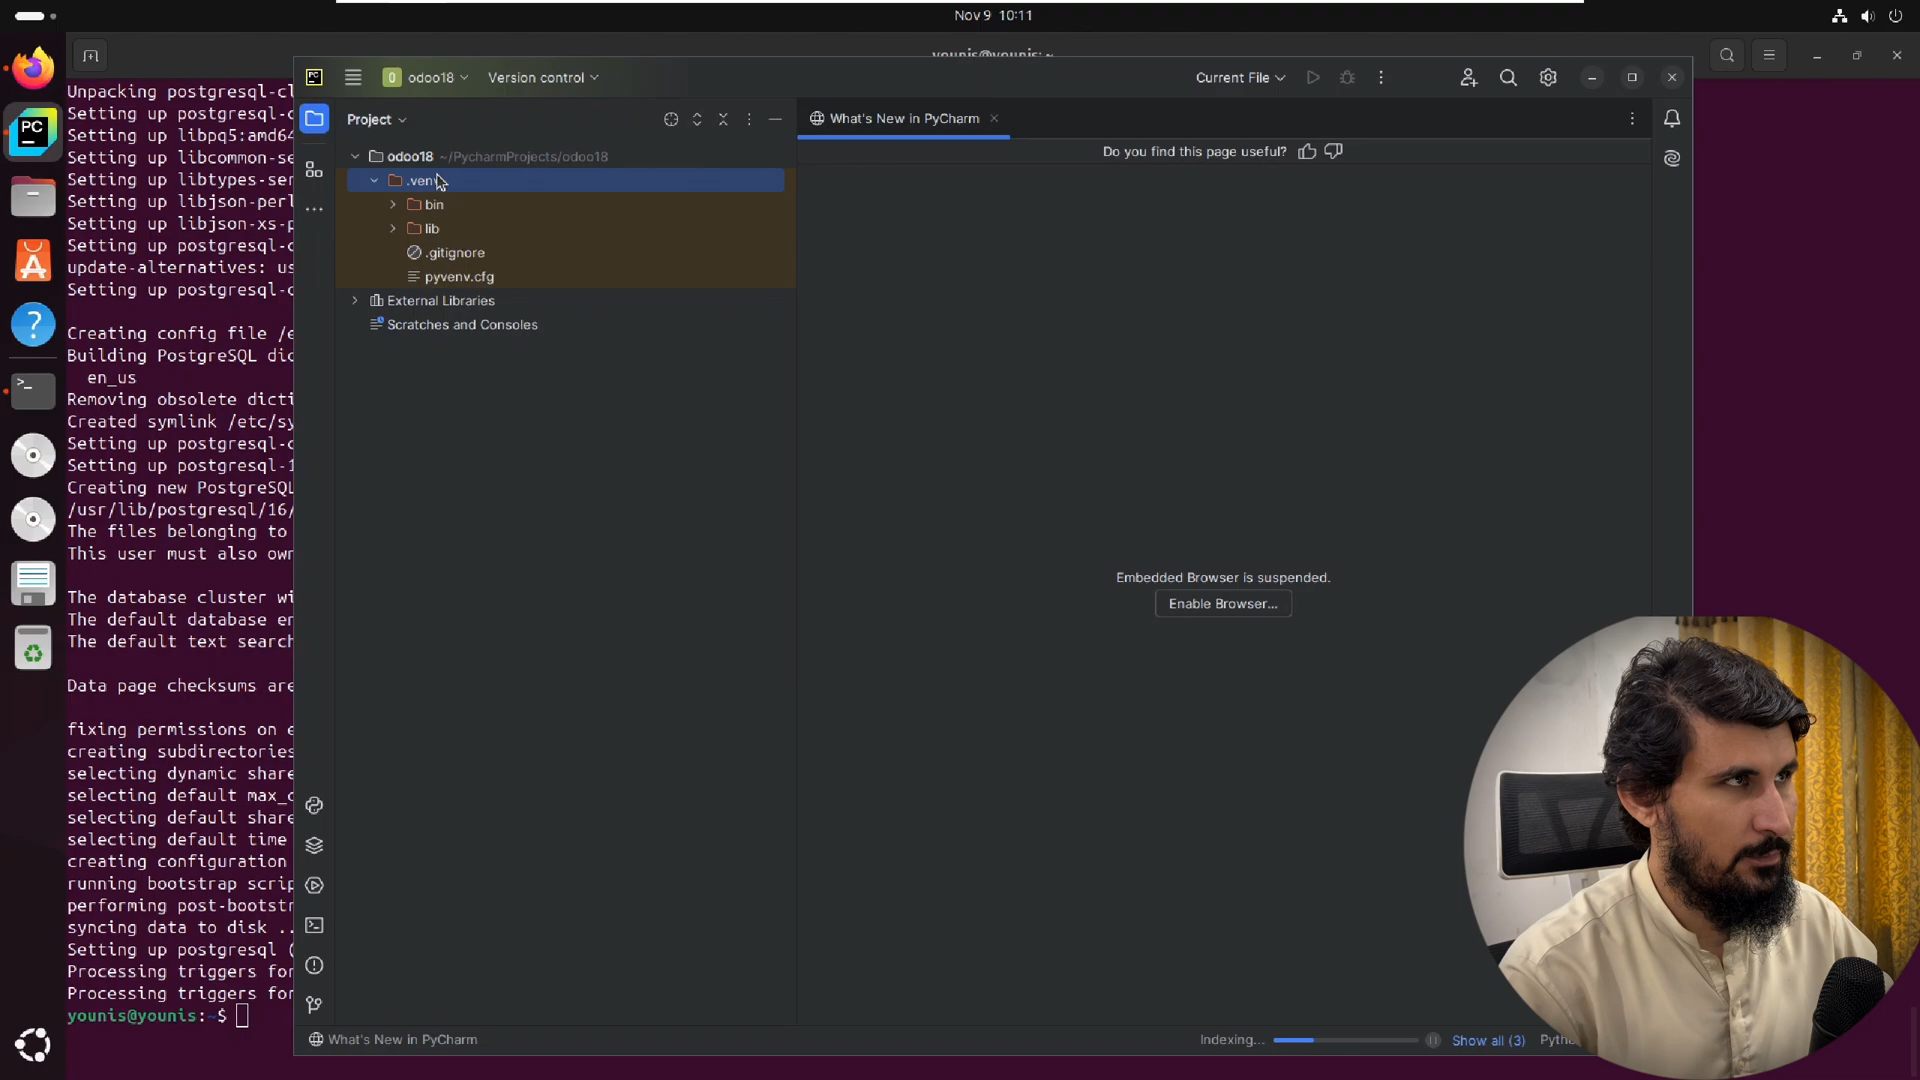 Nov 9 10:11
younis@younis: ~
Unpacking postgresql-cl
Setting up postgresql-c
Setting up libpq5:amd64
Setting up libcommon-se
Setting up libtypes-ser
Setting up libjson-perl
Setting up libjson-xs-p
Setting up postgresql-c
update-alternatives: us
Setting up postgresql-c
Creating config file /e
Building PostgreSQL dic
en_us
Removing obsolete dicti
Created symlink /etc/sy
Setting up postgresql-c
Setting up postgresql-1
Creating new PostgreSQL
/usr/lib/postgresql/16/
The files belonging to
This user must also own
The database cluster wi
The default database en
The default text search
Data page checksums are
fixing permissions on e
creating subdirectories
selecting dynamic share
selecting default max_c
selecting default share
selecting default time
creating configuration
running bootstrap scrip
performing post-bootstr
syncing data to disk ..
Setting up postgresql (
Processing triggers for
Processing triggers for
younis@younis:~$
PC
0 odoo18 Version control
Current File
Project
What's New in PyCharm
Do you find this page useful?
odoo18 ~/PycharmProjects/odoo18
.venv
bin
lib
.gitignore
pyvenv.cfg
External Libraries
Scratches and Consoles
Embedded Browser is suspended.
Enable Browser...
What's New in PyCharm
Indexing...
Show all (3)
Pyth